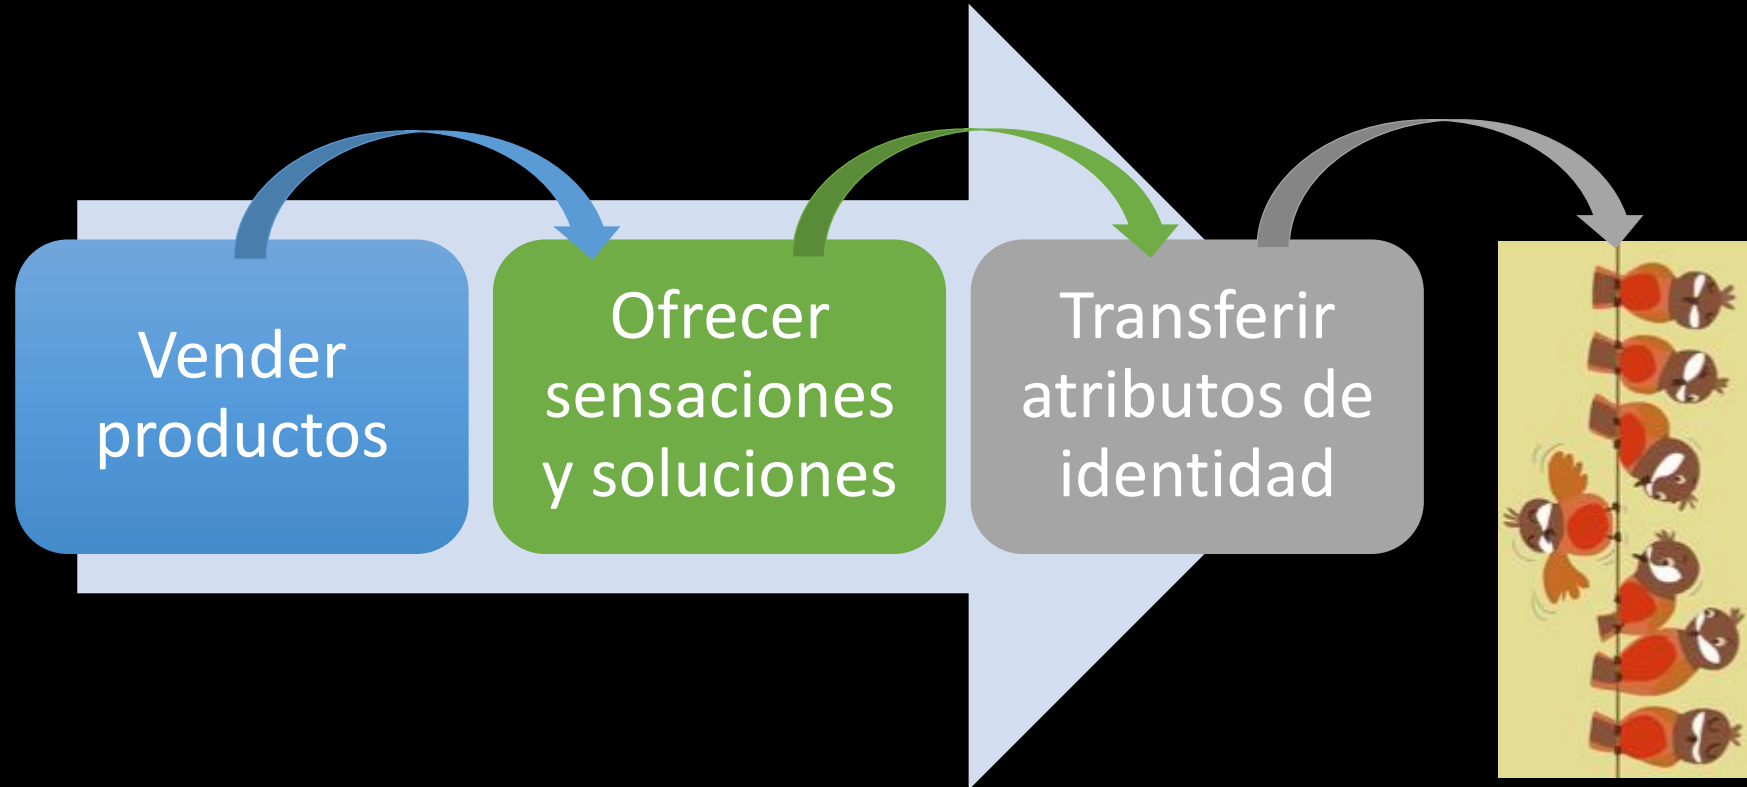 Vender
productos
Ofrecer
sensaciones
y soluciones
Transferir
atributos de
identidad